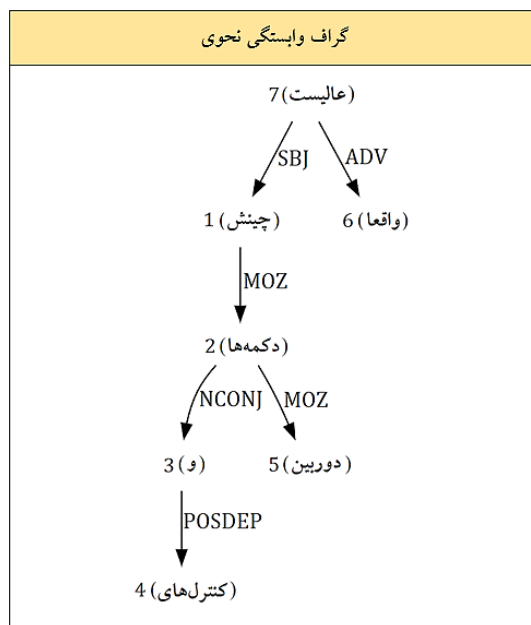 گراف وابستگی نحوی
7 (عالیست)
SBJ ADV
1 (چینش) 6 (واقعا)
MOZ
2 (دکمه‌ها)
NCONJ MOZ
3 (و) 5 (دوربین)
POSDEP
4 (کنترل‌های)